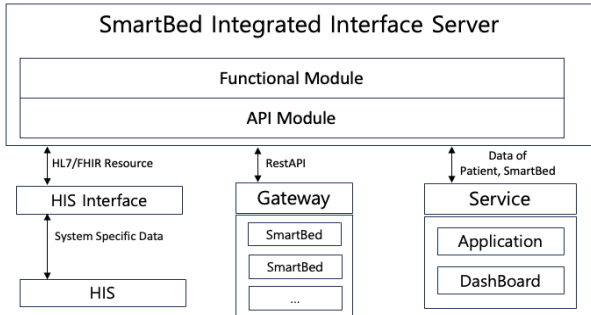 SmartBed Integrated Interface Server
Functional Module
API Module
HL7/FHIR Resource
RestAPI
Data of
Patient, SmartBed
HIS Interface
Gateway
Service
System Specific Data
SmartBed
SmartBed
...
Application
DashBoard
HIS